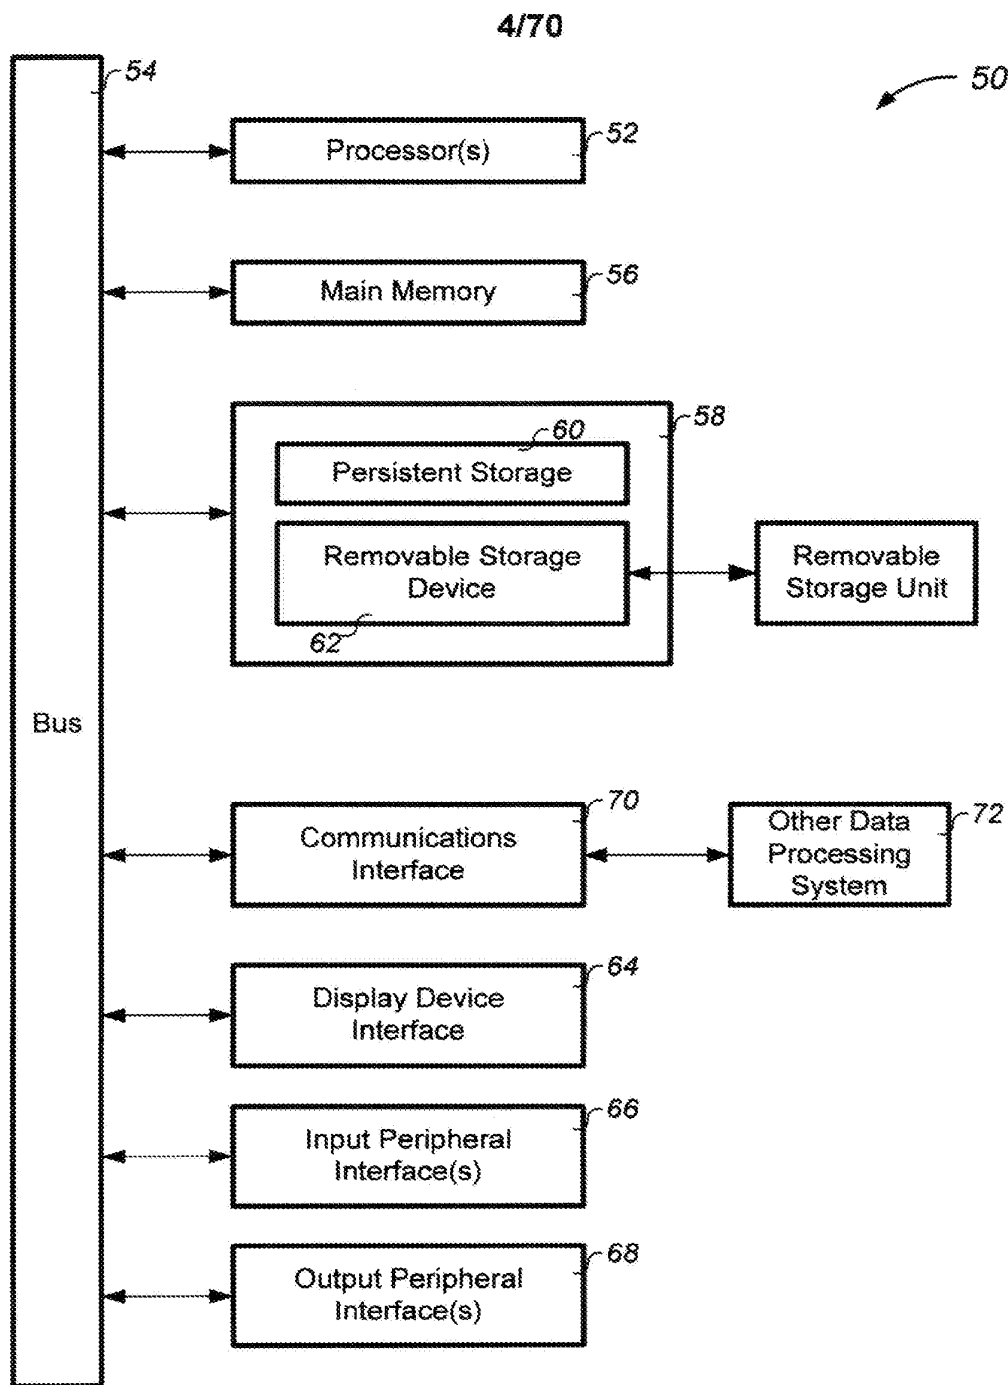 4/70
54
50
Processor(s)
52
Main Memory
56
58
60
Persistent Storage
Removable Storage
Device
62
Removable
Storage Unit
Bus
Communications
Interface
70
Other Data
Processing
System
72
Display Device
Interface
64
Input Peripheral
Interface(s)
66
Output Peripheral
Interface(s)
68